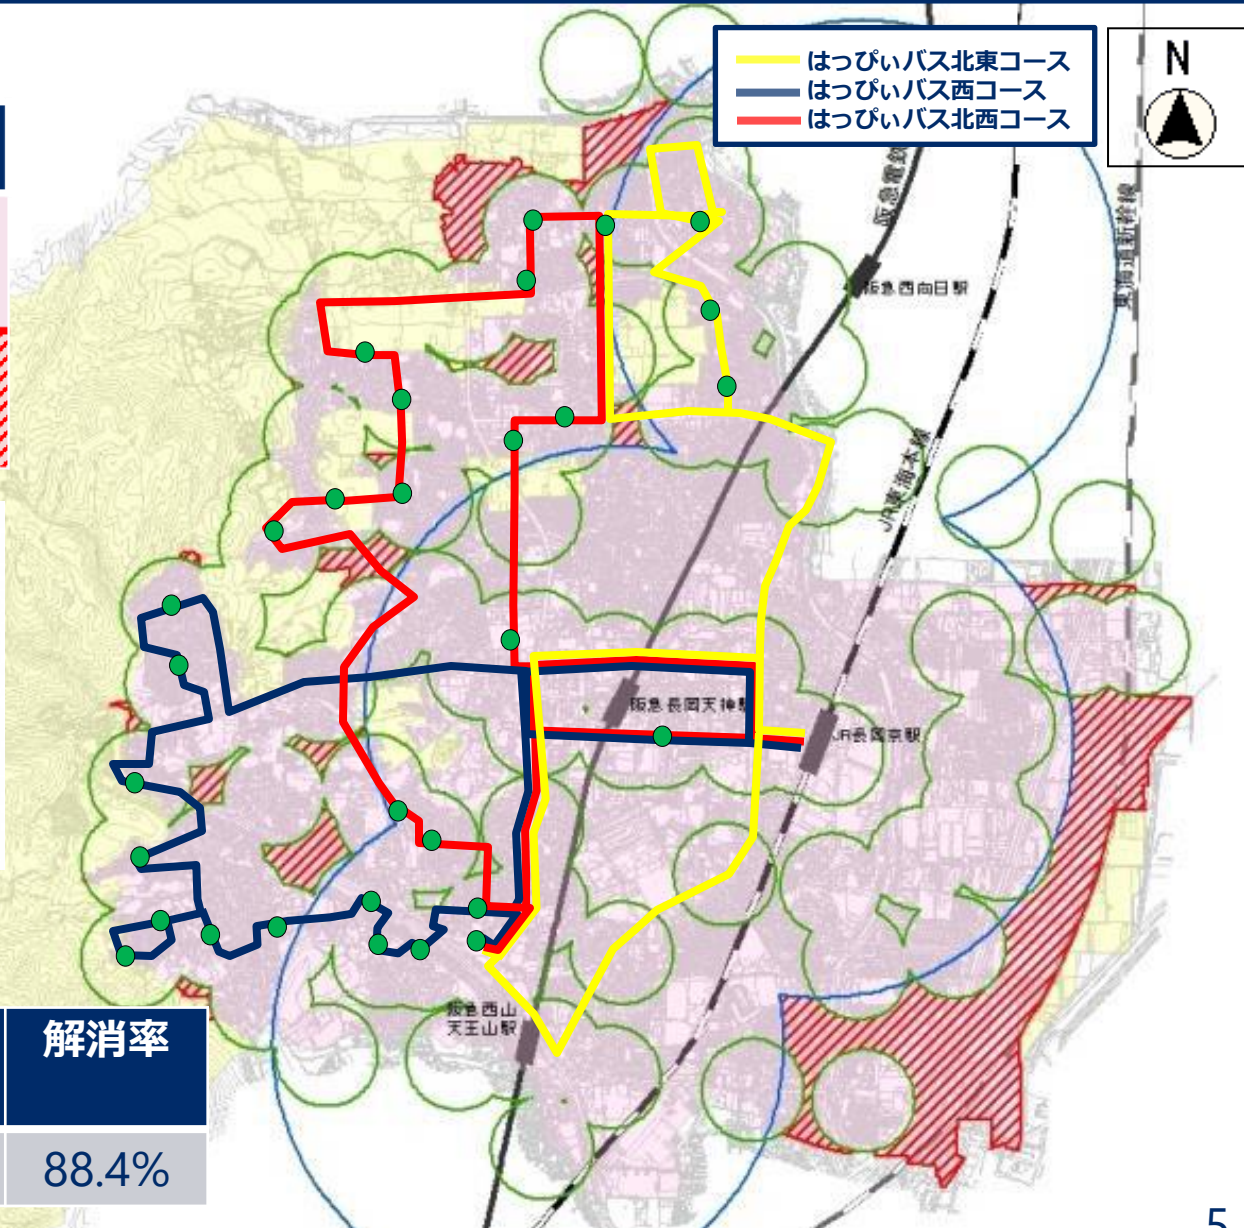 はっぴぃバス北東コース
はっぴぃバス西コース
はっぴぃバス北西コース
N
阪急電鉄
東海道新幹線
阪急西向日駅
JR東海本線
阪急長岡天神駅
JR長岡京駅
阪急西山
天王山駅
解消率
88.4%
5